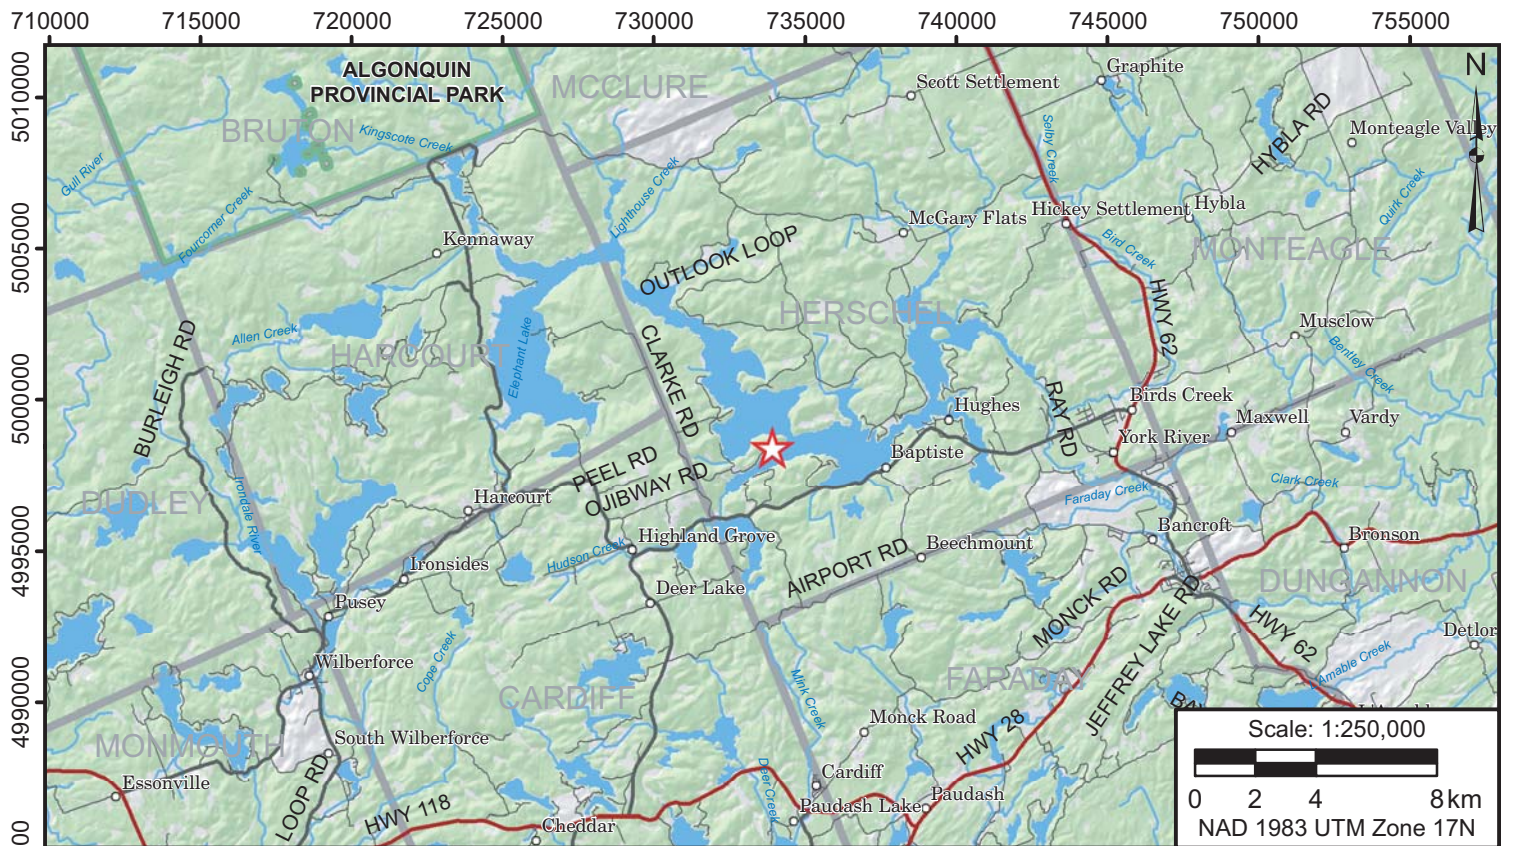 710000 715000 720000 725000 730000 735000 740000 745000 750000 755000
5010000
5005000
5000000
4995000
4990000
00
ALGONQUIN
PROVINCIAL PARK
MCCLURE
Scott Settlement
Graphite
N
BRUTON
Kingscote Creek
Selby Creek
HYBLA RD
Monteagle Valley
Gull River
Fourcorner Creek
Lighthouse Creek
Quirk Creek
McGary Flats
Hickey Settlement
Hybla
Kennaway
OUTLOOK LOOP
Bird Creek
MONTEAGLE
HERSCHEL
HWY 62
Musclow
Allen Creek
HARCOURT
Elephant Lake
CLARKE RD
Bentley Creek
BURLEIGH RD
RAY RD
Birds Creek
Hughes
Maxwell
Vardy
York River
Baptiste
PEEL RD
OJIBWAY RD
Harcourt
Faraday Creek
Clark Creek
DUDLEY
Irondale River
Highland Grove
Hudson Creek
Beechmount
Bancroft
Bronson
AIRPORT RD
Ironsides
Deer Lake
MONCK RD
DUNGANNON
Pusey
JEFFREY LAKE RD
HWY 62
Detlor
Wilberforce
Cope Creek
CARDIFF
Mink Creek
FARADAY
Amable Creek
Monck Road
HWY 28
MONMOUTH
South Wilberforce
Essonville
LOOP RD
Deer Creek
Cardiff
Paudash Lake
Paudash
HWY 118
Cheddar
Scale: 1:250,000
0 2 4 8 km
NAD 1983 UTM Zone 17N